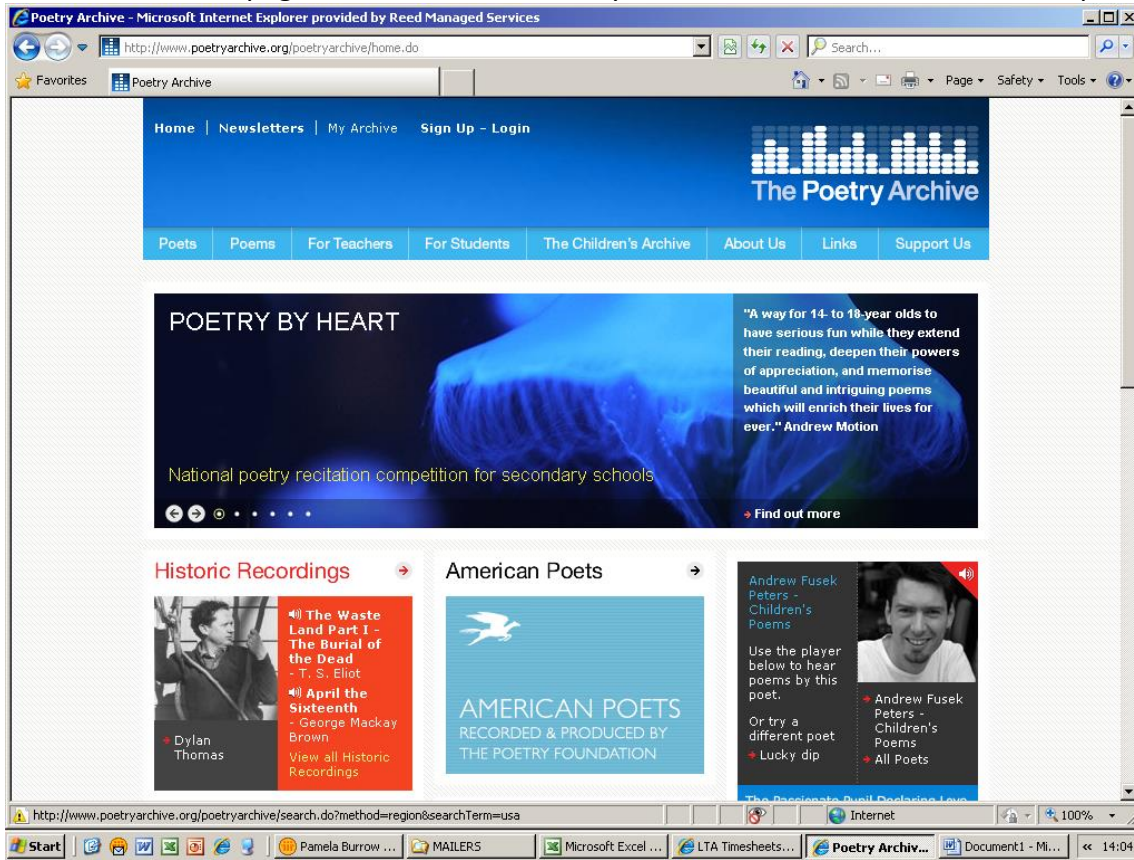 Poetry Archive - Microsoft Internet Explorer provided by Reed Managed Services
http://www.poetryarchive.org/poetryarchive/home.do
Search...
Favorites
Poetry Archive
Page
Safety
Tools
Home | Newsletters | My Archive Sign Up - Login
The Poetry Archive
Poets
Poems
For Teachers
For Students
The Children's Archive
About Us
Links
Support Us
POETRY BY HEART
National poetry recitation competition for secondary schools
"A way for 14- to 18-year olds to
have serious fun while they extend
their reading, deepen their powers
of appreciation, and memorise
beautiful and intriguing poems
which will enrich their lives for
ever." Andrew Motion
Find out more
Historic Recordings
Dylan
Thomas
The Waste
Land Part I -
The Burial of
the Dead
- T. S. Eliot
April the
Sixteenth
- George Mackay
Brown
View all Historic
Recordings
American Poets
AMERICAN POETS
RECORDED & PRODUCED BY
THE POETRY FOUNDATION
Andrew Fusek
Peters -
Children's
Poems
Use the player
below to hear
poems by this
poet.
Or try a
different poet
Lucky dip
Andrew Fusek
Peters -
Children's
Poems
All Poets
The Passionate Pupil Declaring Love
http://www.poetryarchive.org/poetryarchive/search.do?method=region&searchTerm=usa
Internet
100%
Start
Pamela Burrow ...
MAILERS
Microsoft Excel ...
LTA Timesheets...
Poetry Archiv...
Document1 - Mi...
14:04